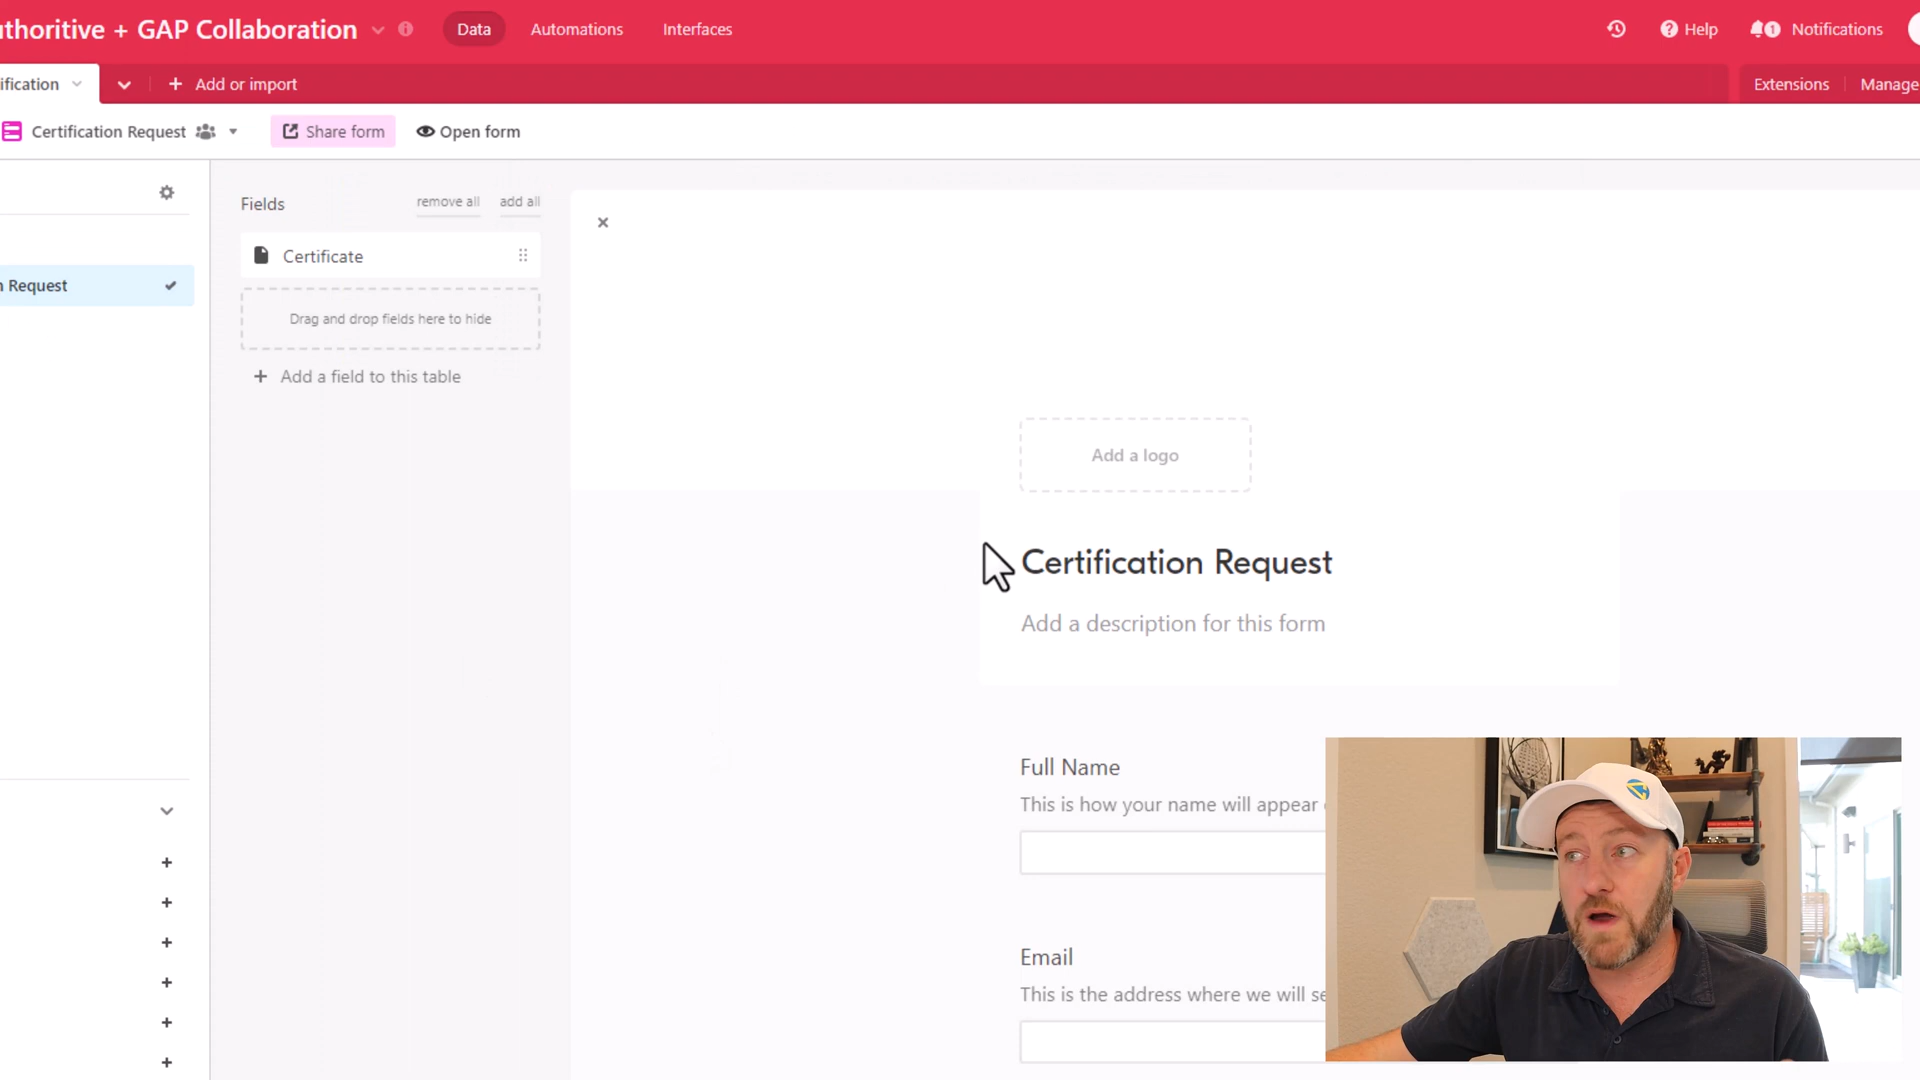 thoritive + GAP Collaboration
Data
Automations
Interfaces
Help
1
Notifications
ification
Add or import
Extensions
Manage
Certification Request
Share form
Open form
Fields
remove all
add all
Certificate
n Request
Drag and drop fields here to hide
Add a field to this table
Add a logo
Certification Request
Add a description for this form
Full Name
This is how your name will appear
Email
This is the address where we will se